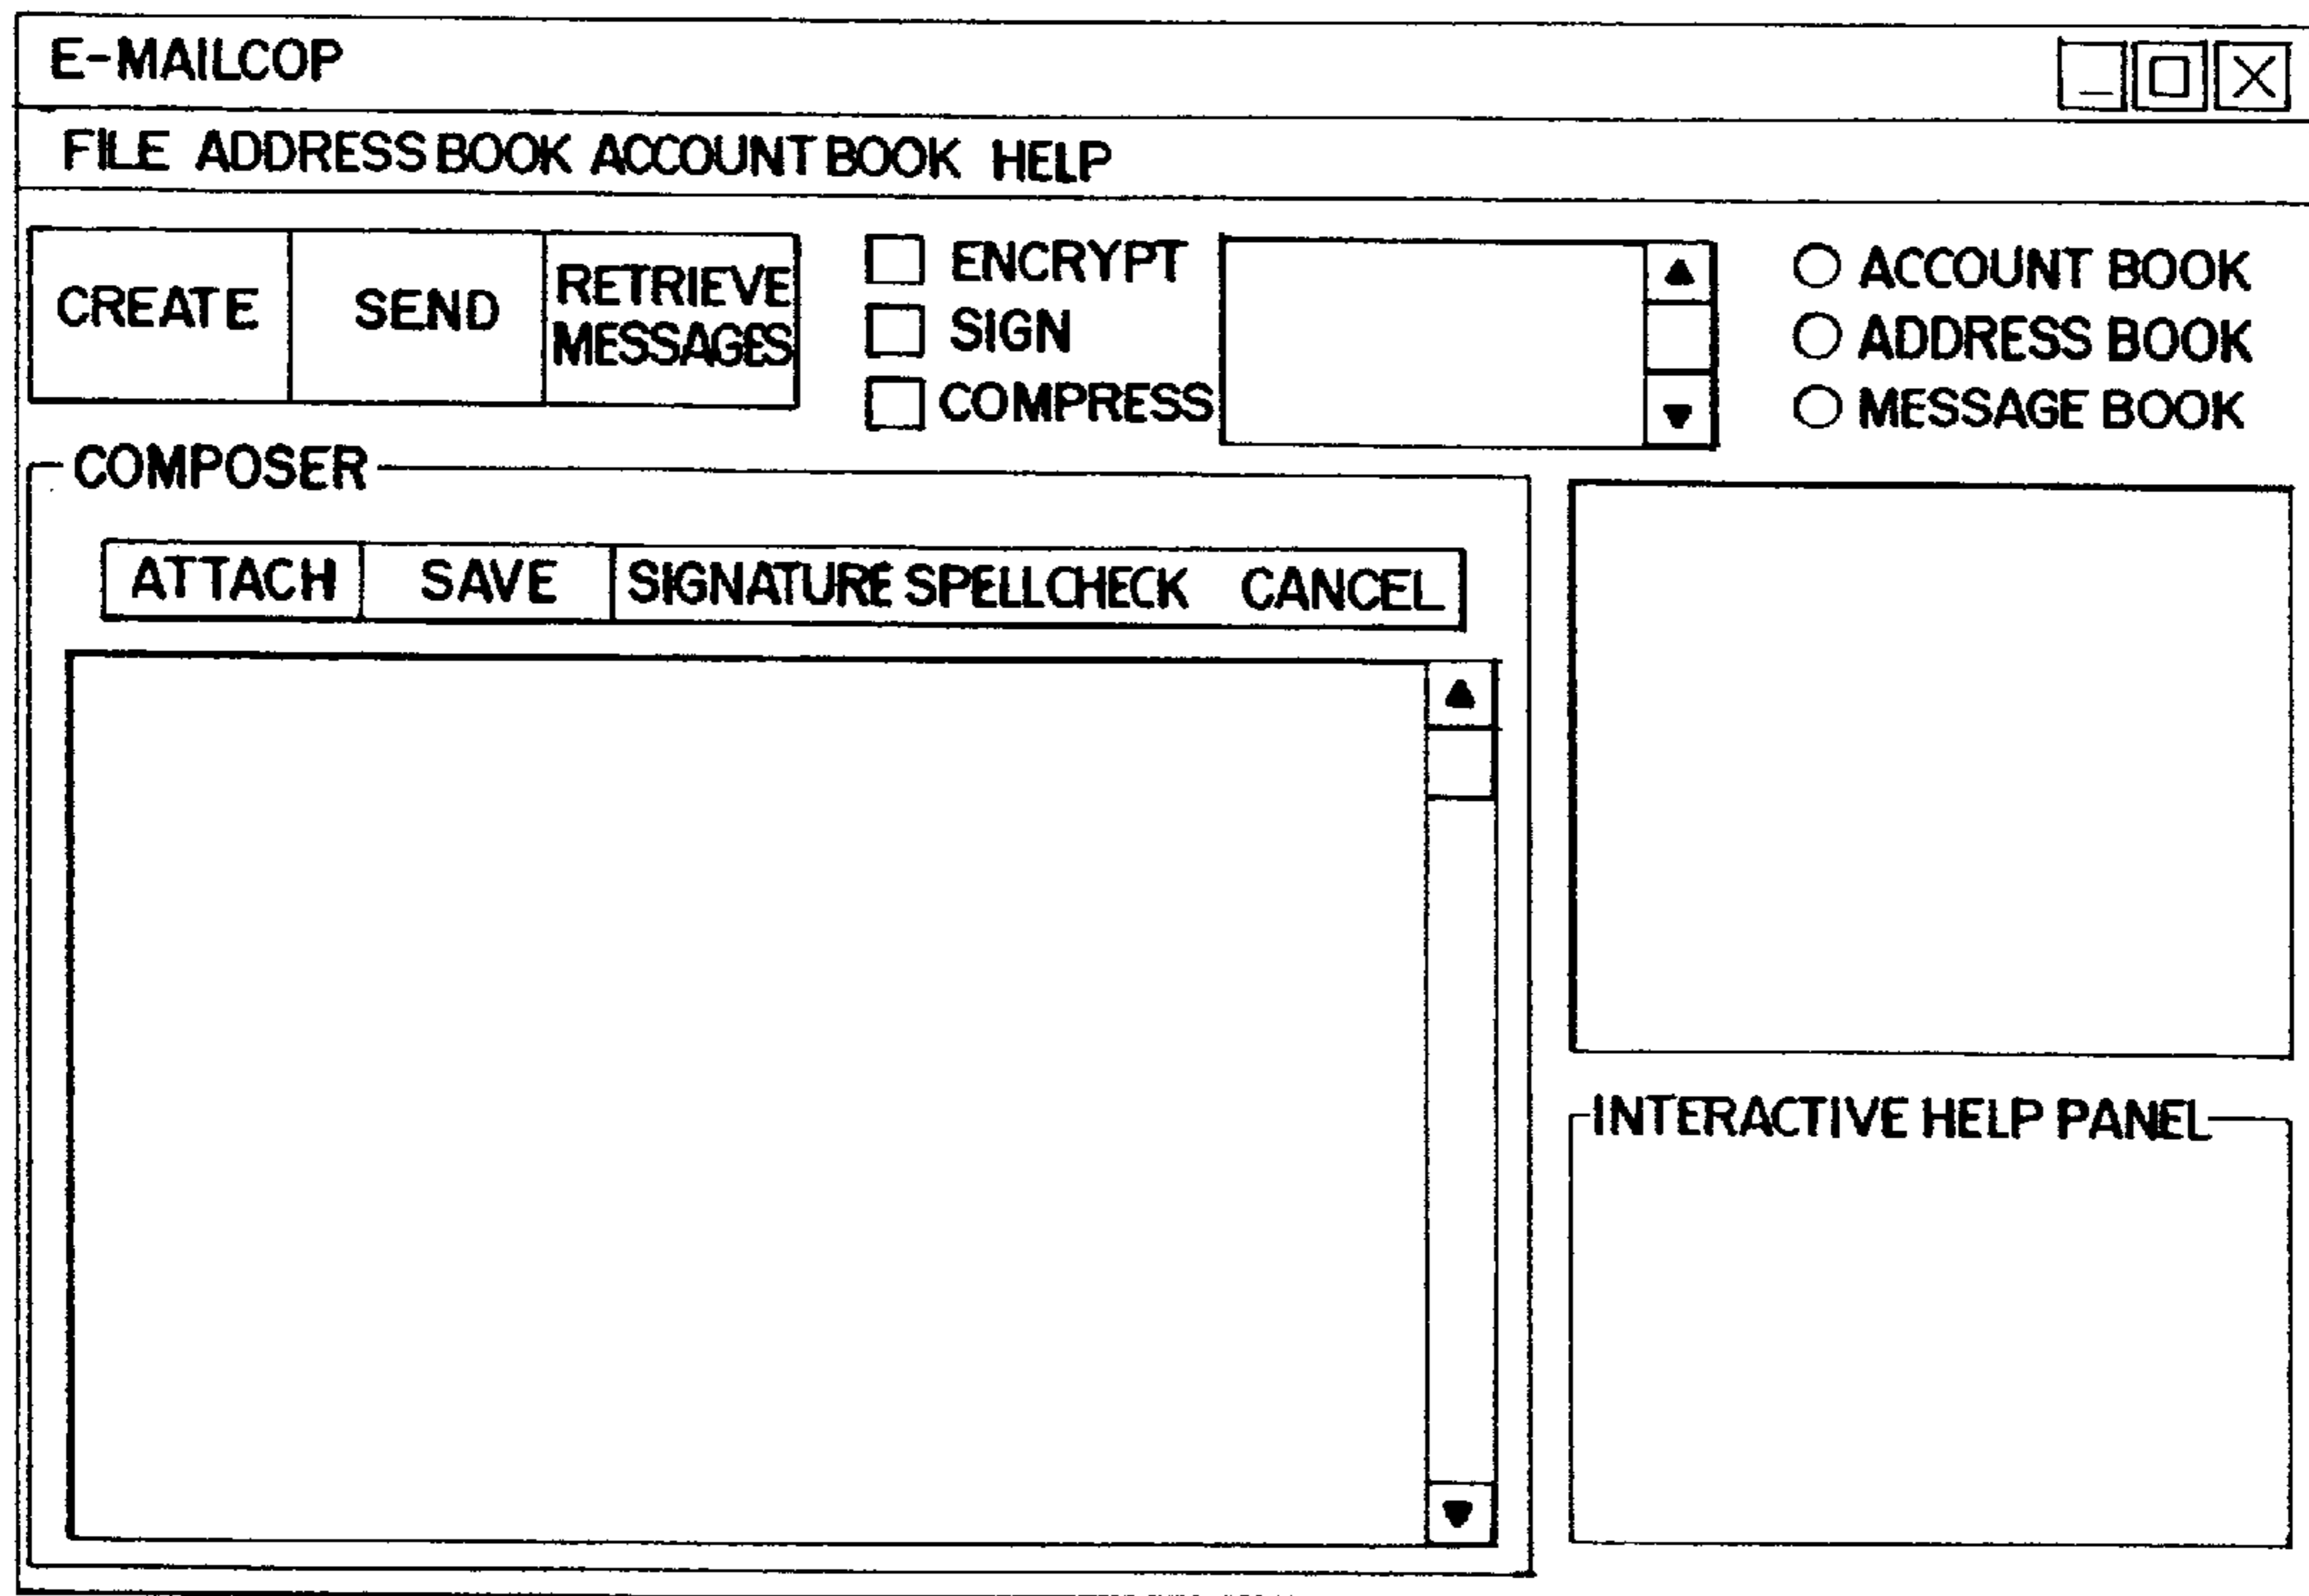 E-MAILCOP
FILE ADDRESS BOOK ACCOUNT BOOK HELP
CREATE SEND RETRIEVE MESSAGES
ENCRYPT
SIGN
COMPRESS
ACCOUNT BOOK
ADDRESS BOOK
MESSAGE BOOK
COMPOSER
ATTACH SAVE SIGNATURE SPELLCHECK CANCEL
INTERACTIVE HELP PANEL